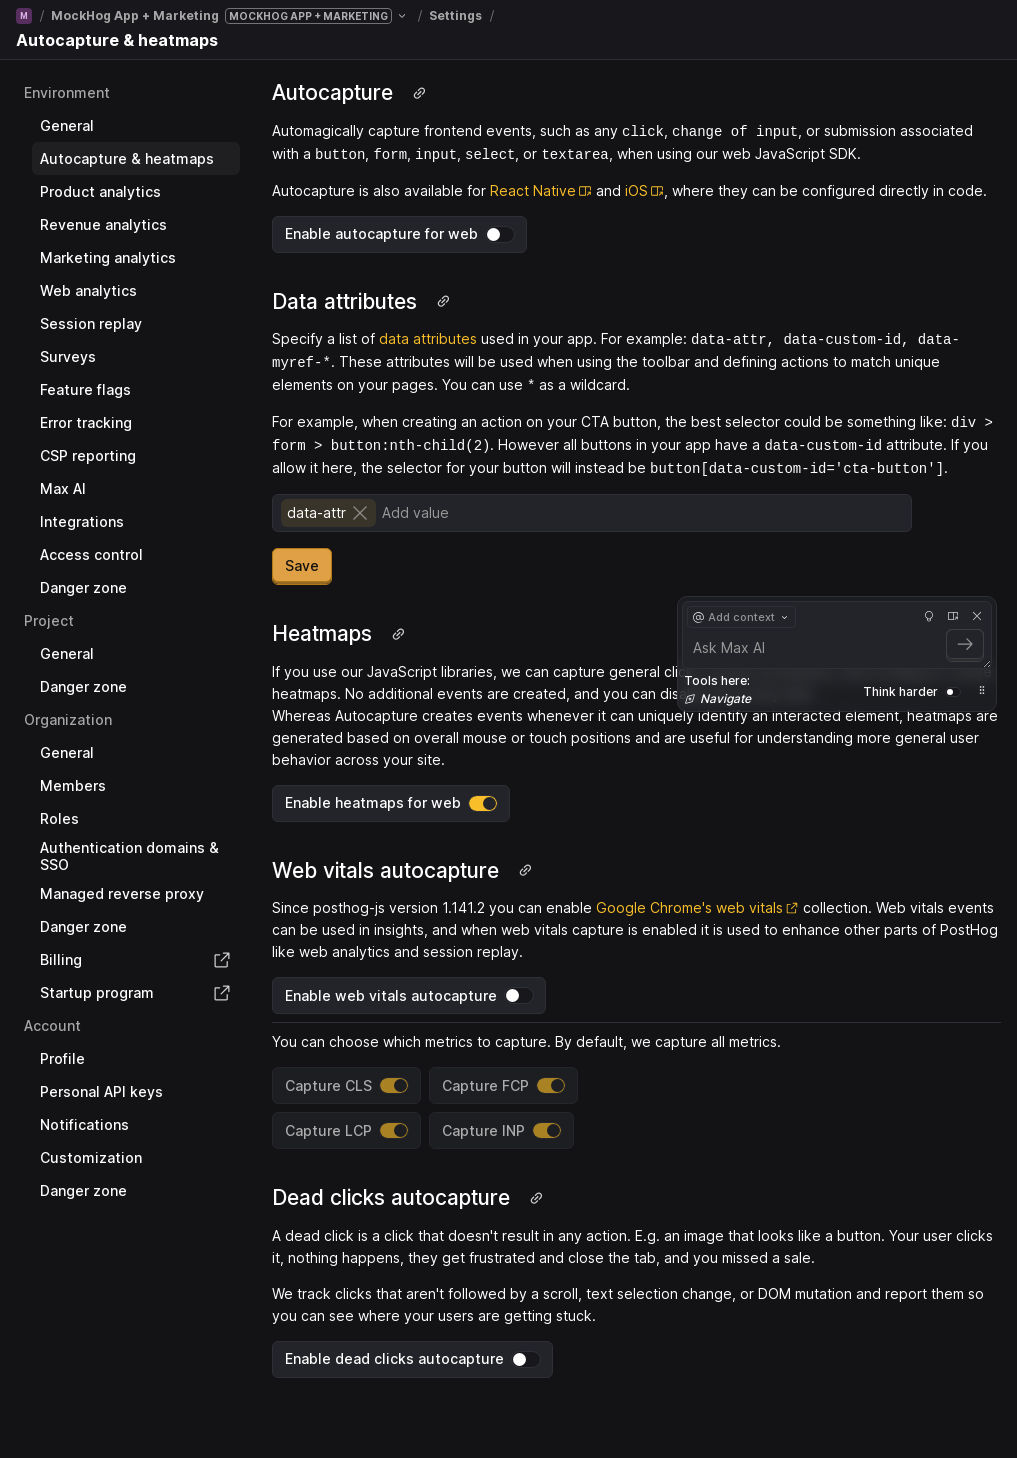 M / MockHog App + Marketing MOCKHOG APP + MARKETING / Settings /
Autocapture & heatmaps
Environment
General
Autocapture & heatmaps
Product analytics
Revenue analytics
Marketing analytics
Web analytics
Session replay
Surveys
Feature flags
Error tracking
CSP reporting
Max AI
Integrations
Access control
Danger zone
Project
General
Danger zone
Organization
General
Members
Roles
Authentication domains &
SSO
Managed reverse proxy
Danger zone
Billing
Startup program
Account
Profile
Personal API keys
Notifications
Customization
Danger zone
Autocapture
Automagically capture frontend events, such as any click, change of input, or submission associated
with a button, form, input, select, or textarea, when using our web JavaScript SDK.
Autocapture is also available for React Native and iOS, where they can be configured directly in code.
Enable autocapture for web
Data attributes
Specify a list of data attributes used in your app. For example: data-attr, data-custom-id, data-
myref-*. These attributes will be used when using the toolbar and defining actions to match unique
elements on your pages. You can use * as a wildcard.
For example, when creating an action on your CTA button, the best selector could be something like: div >
form > button:nth-child(2). However all buttons in your app have a data-custom-id attribute. If you
allow it here, the selector for your button will instead be button[data-custom-id='cta-button'].
data-attr Add value
Save
Heatmaps
If you use our JavaScript libraries, we can capture general clic
heatmaps. No additional events are created, and you can dis
Whereas Autocapture creates events whenever it can uniquely identify an interacted element, heatmaps are
generated based on overall mouse or touch positions and are useful for understanding more general user
behavior across your site.
@ Add context
Ask Max AI
Tools here:
Navigate
Think harder
Enable heatmaps for web
Web vitals autocapture
Since posthog-js version 1.141.2 you can enable Google Chrome's web vitals collection. Web vitals events
can be used in insights, and when web vitals capture is enabled it is used to enhance other parts of PostHog
like web analytics and session replay.
Enable web vitals autocapture
You can choose which metrics to capture. By default, we capture all metrics.
Capture CLS Capture FCP
Capture LCP Capture INP
Dead clicks autocapture
A dead click is a click that doesn't result in any action. E.g. an image that looks like a button. Your user clicks
it, nothing happens, they get frustrated and close the tab, and you missed a sale.
We track clicks that aren't followed by a scroll, text selection change, or DOM mutation and report them so
you can see where your users are getting stuck.
Enable dead clicks autocapture